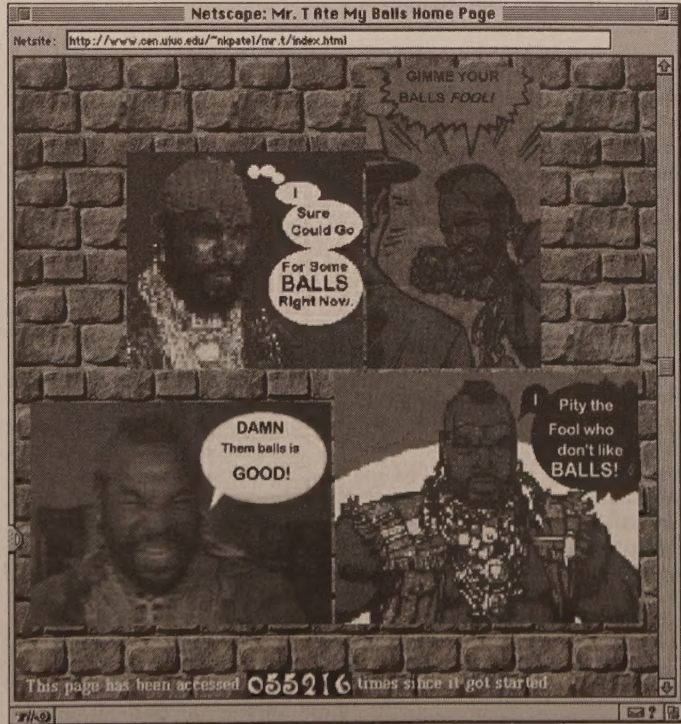 Netscape: Mr. T Ate My Balls Home Page
Netsite: http://www.cen.uiuc.edu/~nkpatel/mr.t/index.html
GIMME YOUR
BALLS FOOL!
I
Sure
Could Go
For Some
BALLS
Right Now.
DAMN
Them balls is
GOOD!
I Pity the
Fool who
don't like
BALLS!
This page has been accessed 055216 times since it got started